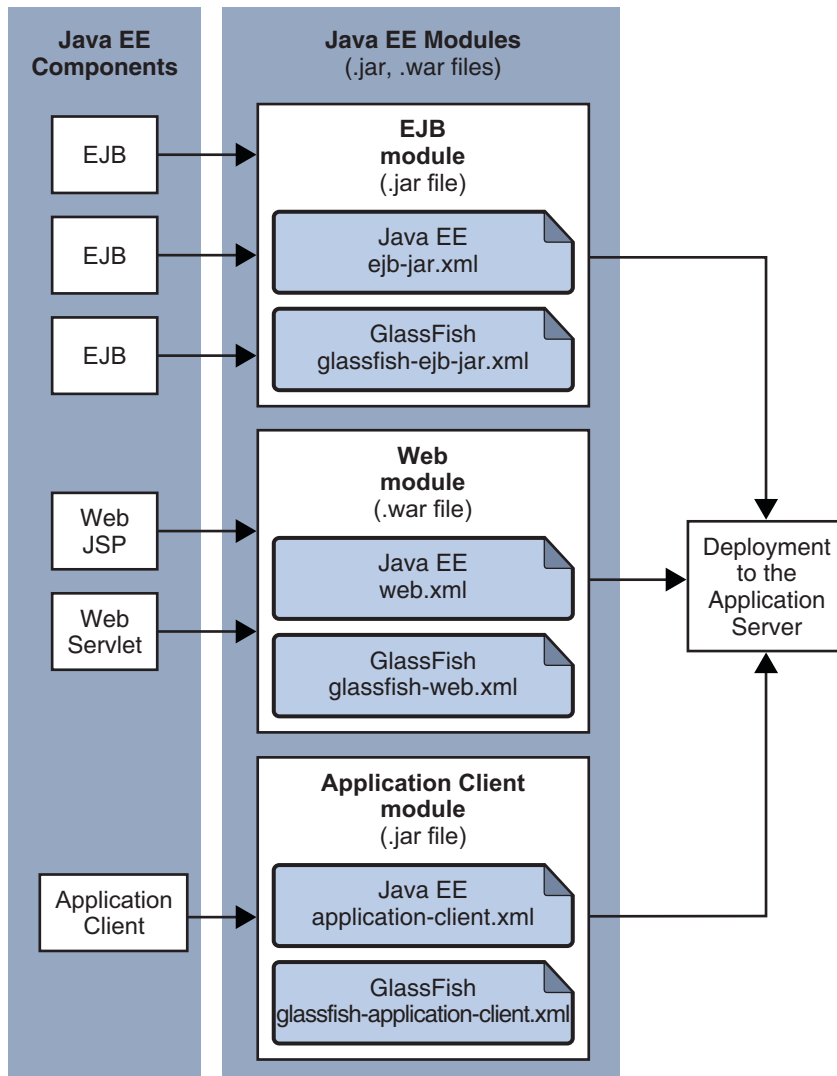 Java EE
Components
Java EE Modules
(.jar, .war files)
EJB
EJB
EJB
EJB
module
(.jar file)
Java EE
ejb-jar.xml
GlassFish
glassfish-ejb-jar.xml
Web
JSP
Web
Servlet
Web
module
(.war file)
Java EE
web.xml
GlassFish
glassfish-web.xml
Deployment
to the
Application
Server
Application
Client
Application Client
module
(.jar file)
Java EE
application-client.xml
GlassFish
glassfish-application-client.xml